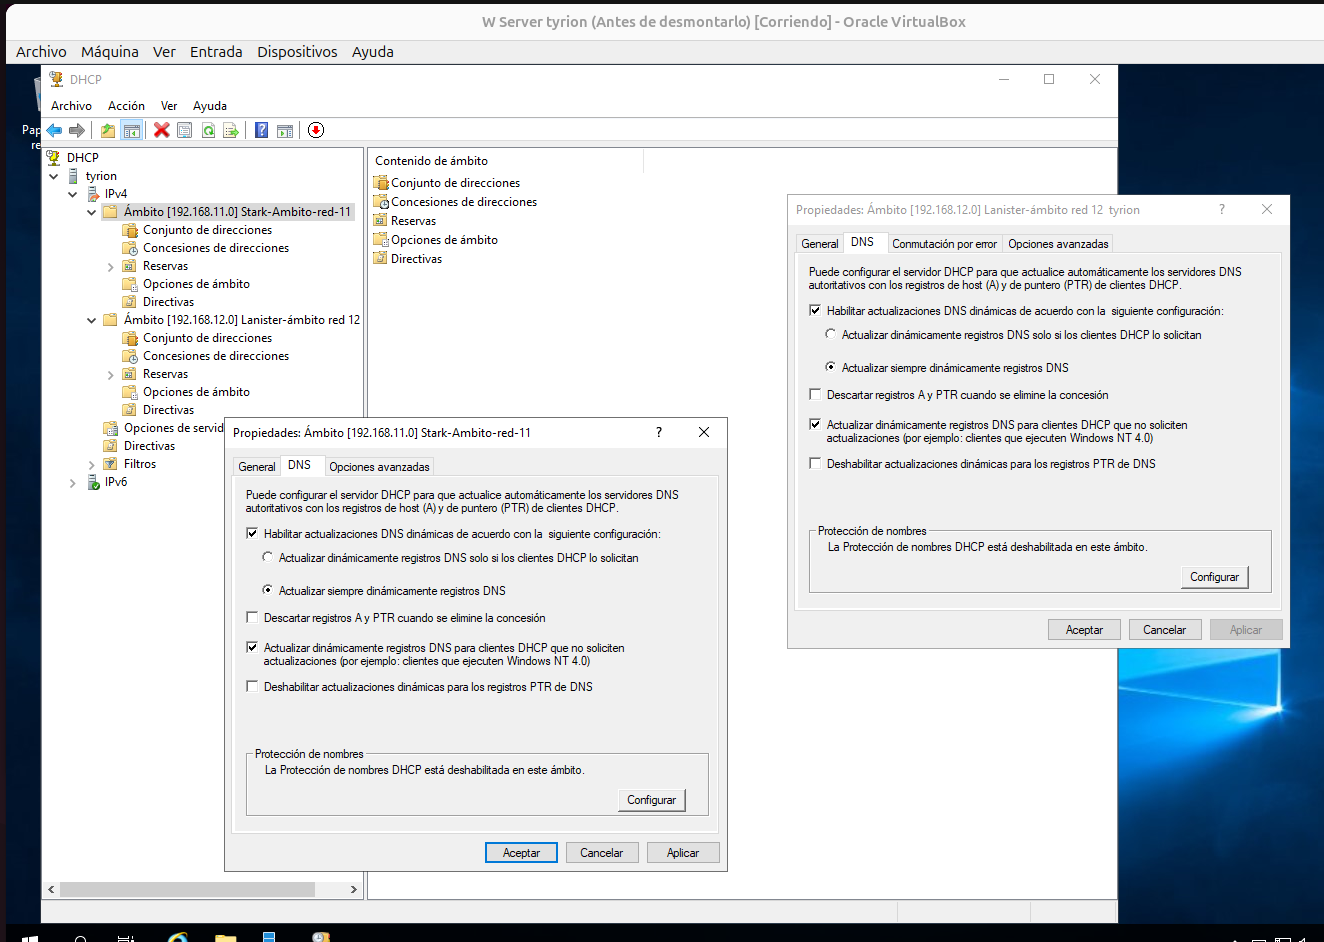 W Server tyrion (Antes de desmontarlo) [Corriendo] - Oracle VirtualBox
Archivo Máquina Ver Entrada Dispositivos Ayuda
DHCP
Archivo Acción Ver Ayuda
Pap
re
DHCP
tyrion
IPv4
Ámbito [192.168.11.0] Stark-Ambito-red-11
Conjunto de direcciones
Concesiones de direcciones
Reservas
Opciones de ámbito
Directivas
Ámbito [192.168.12.0] Lanister-ámbito red 12
Conjunto de direcciones
Concesiones de direcciones
Reservas
Opciones de ámbito
Directivas
Opciones de servid
Directivas
Filtros
IPv6
Contenido de ámbito
Conjunto de direcciones
Concesiones de direcciones
Reservas
Opciones de ámbito
Directivas
Propiedades: Ámbito [192.168.12.0] Lanister-ámbito red 12 tyrion ?
General DNS Conmutación por error Opciones avanzadas
Puede configurar el servidor DHCP para que actualice automáticamente los servidores DNS
autoritativos con los registros de host (A) y de puntero (PTR) de clientes DHCP.
Habilitar actualizaciones DNS dinámicas de acuerdo con la siguiente configuración:
Actualizar dinámicamente registros DNS solo si los clientes DHCP lo solicitan
Actualizar siempre dinámicamente registros DNS
Descartar registros A y PTR cuando se elimine la concesión
Actualizar dinámicamente registros DNS para clientes DHCP que no soliciten
actualizaciones (por ejemplo: clientes que ejecuten Windows NT 4.0)
Deshabilitar actualizaciones dinámicas para los registros PTR de DNS
Protección de nombres
La Protección de nombres DHCP está deshabilitada en este ámbito.
Configurar
Aceptar Cancelar Aplicar
Propiedades: Ámbito [192.168.11.0] Stark-Ambito-red-11 ?
General DNS Opciones avanzadas
Puede configurar el servidor DHCP para que actualice automáticamente los servidores DNS
autoritativos con los registros de host (A) y de puntero (PTR) de clientes DHCP.
Habilitar actualizaciones DNS dinámicas de acuerdo con la siguiente configuración:
Actualizar dinámicamente registros DNS solo si los clientes DHCP lo solicitan
Actualizar siempre dinámicamente registros DNS
Descartar registros A y PTR cuando se elimine la concesión
Actualizar dinámicamente registros DNS para clientes DHCP que no soliciten
actualizaciones (por ejemplo: clientes que ejecuten Windows NT 4.0)
Deshabilitar actualizaciones dinámicas para los registros PTR de DNS
Protección de nombres
La Protección de nombres DHCP está deshabilitada en este ámbito.
Configurar
Aceptar Cancelar Aplicar